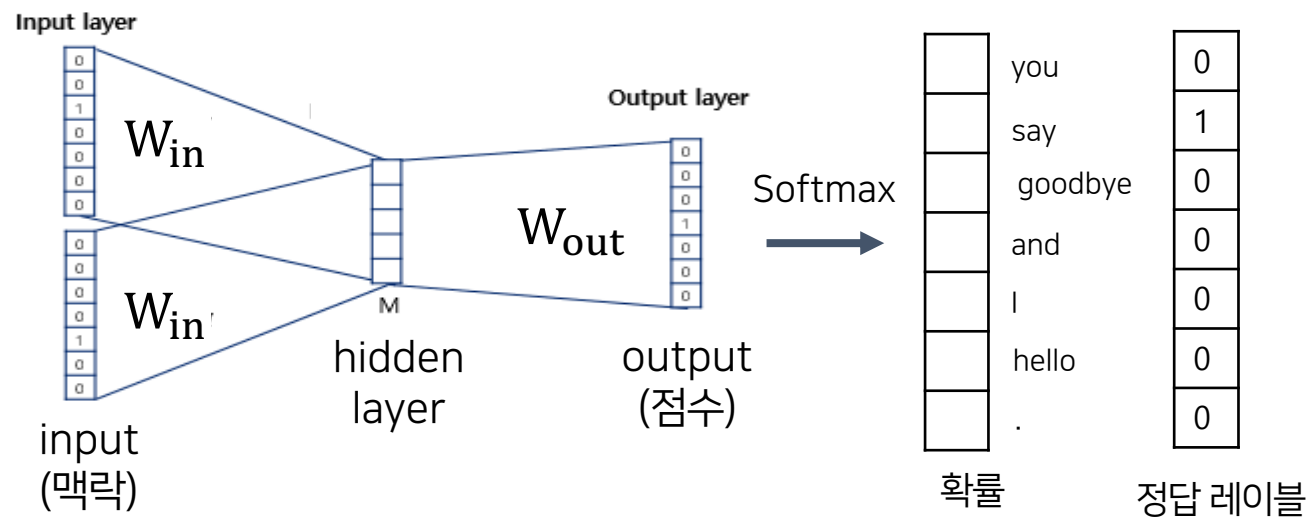 Input layer
0
0
1
0
0
0
0
W_in
0
0
0
0
1
0
0
W_in'
input
(맥락)
M
hidden
layer
Output layer
0
0
0
1
0
0
0
W_out
output
(점수)
Softmax
you
say
goodbye
and
I
hello
.
확률
0
1
0
0
0
0
0
정답 레이블